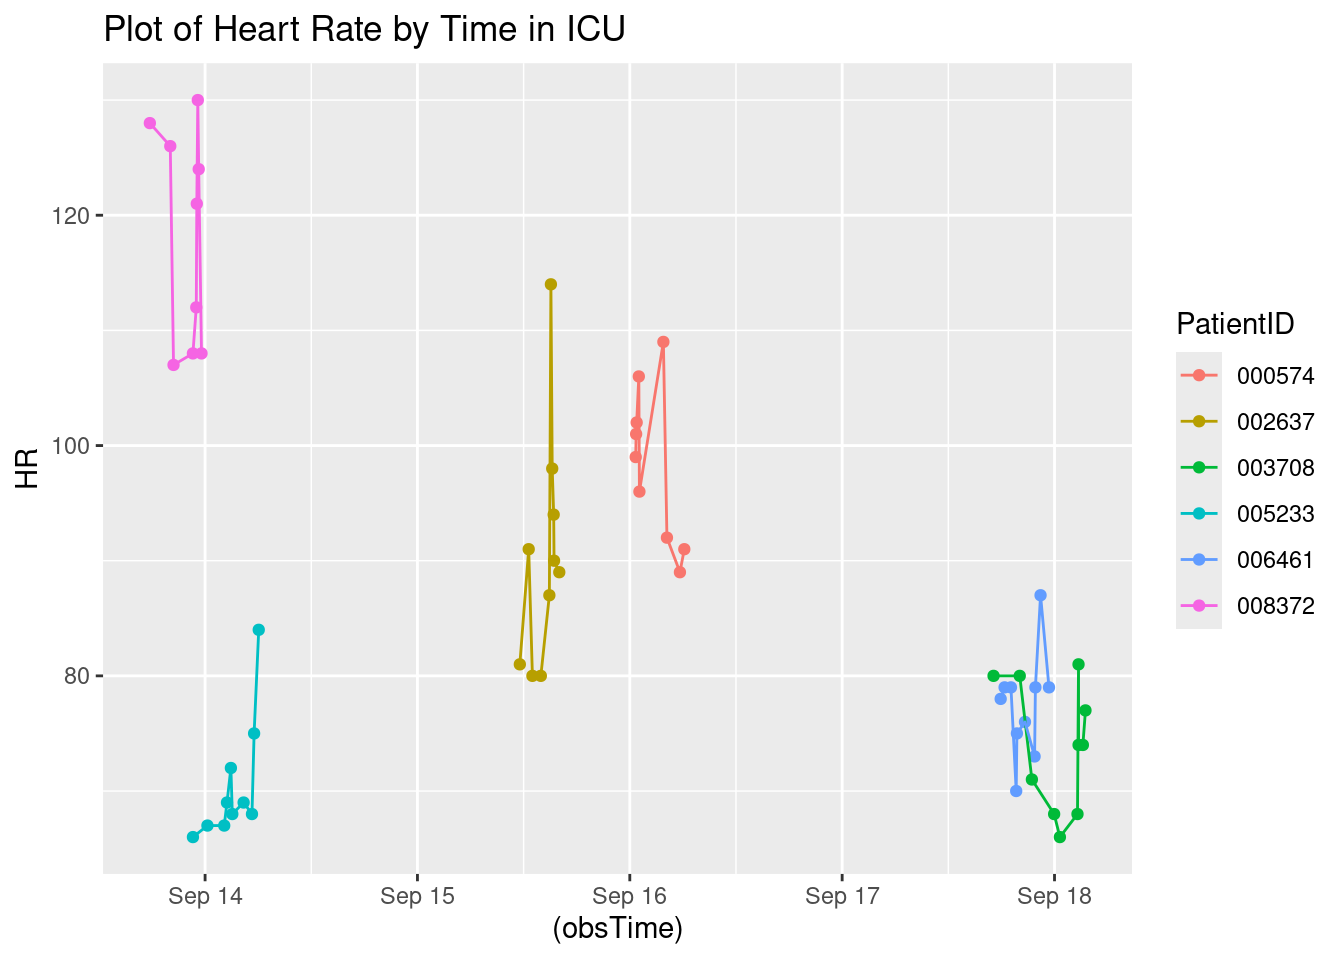 Plot of Heart Rate by Time in ICU
120
100
80
HR
Sep 14
Sep 15
Sep 16
Sep 17
Sep 18
(obsTime)
PatientID
000574
002637
003708
005233
006461
008372